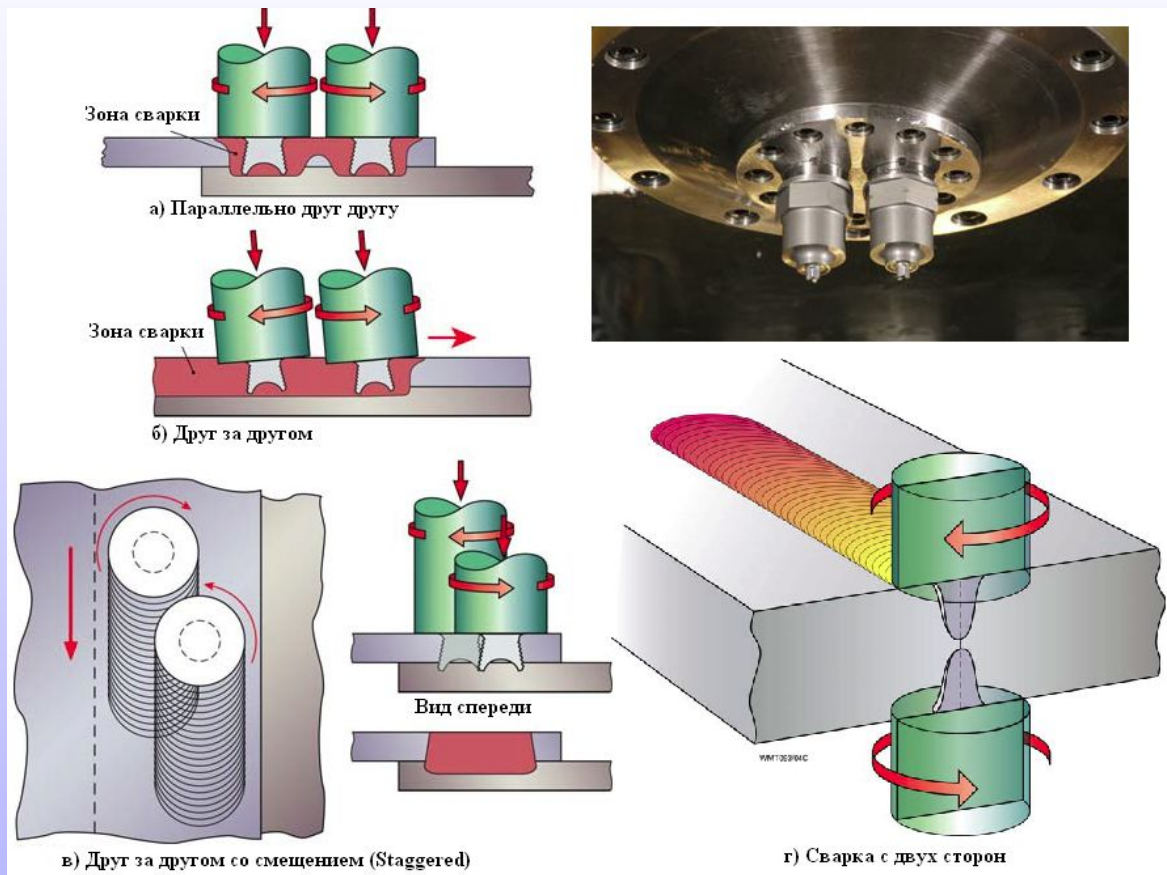 Зона сварки
а) Параллельно друг другу
Зона сварки
б) Друг за другом
Вид спереди
в) Друг за другом со смещением (Staggered)
г) Сварка с двух сторон